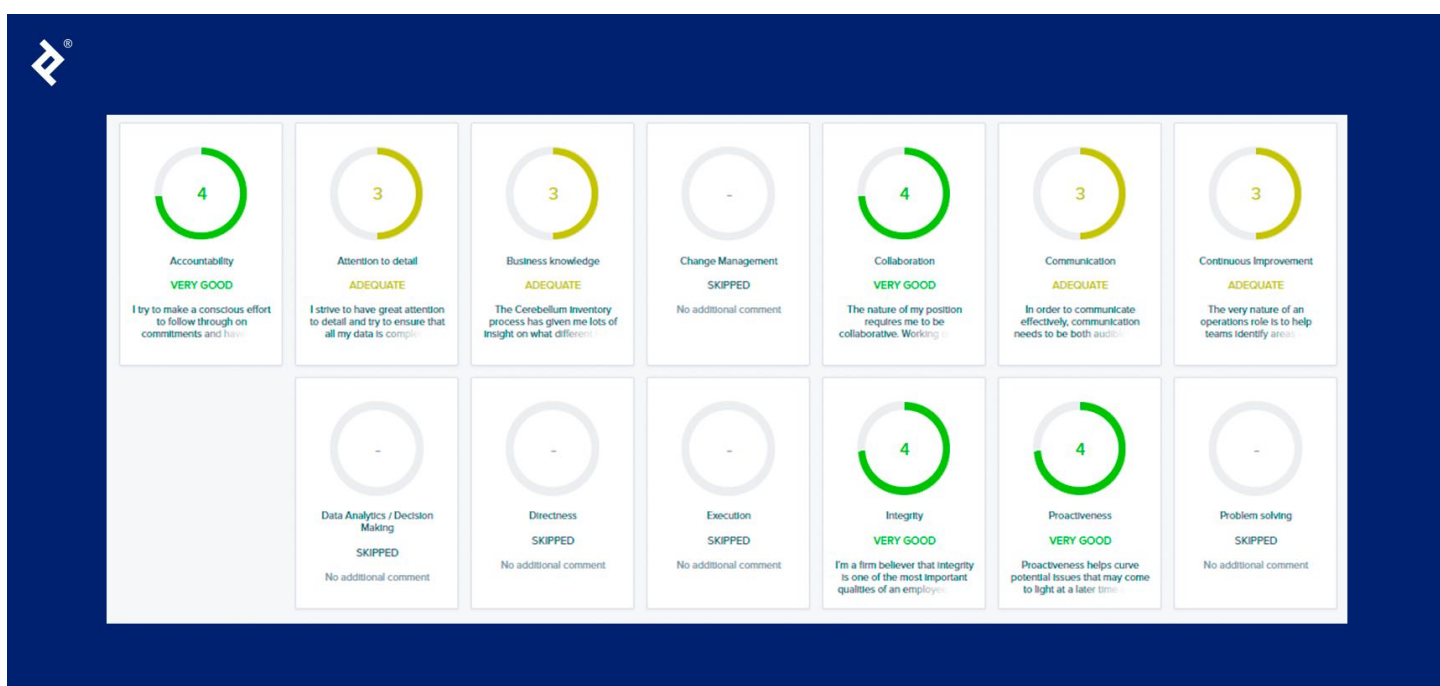 ®
4
Accountability
VERY GOOD
I try to make a conscious effort
to follow through on
commitments and have
3
Attention to detail
ADEQUATE
I strive to have great attention
to detail and try to ensure that
all my data is
3
Business knowledge
ADEQUATE
The Cerebellum Inventory
process has given me lots of
insight on what different
-
Change Management
SKIPPED
No additional comment
4
Collaboration
VERY GOOD
The nature of my position
requires me to be
collaborative. Working
3
Communication
ADEQUATE
In order to communicate
effectively, communication
needs to be both
3
Continuous Improvement
ADEQUATE
The very nature of an
operations role is to help
teams identify areas
-
Data Analytics / Decision
Making
SKIPPED
No additional comment
-
Directness
SKIPPED
No additional comment
-
Execution
SKIPPED
No additional comment
4
Integrity
VERY GOOD
I'm a firm believer that integrity
is one of the most important
qualities of an
4
Proactiveness
VERY GOOD
Proactiveness helps curve
potential issues that may come
to light at a later time
-
Problem solving
SKIPPED
No additional comment